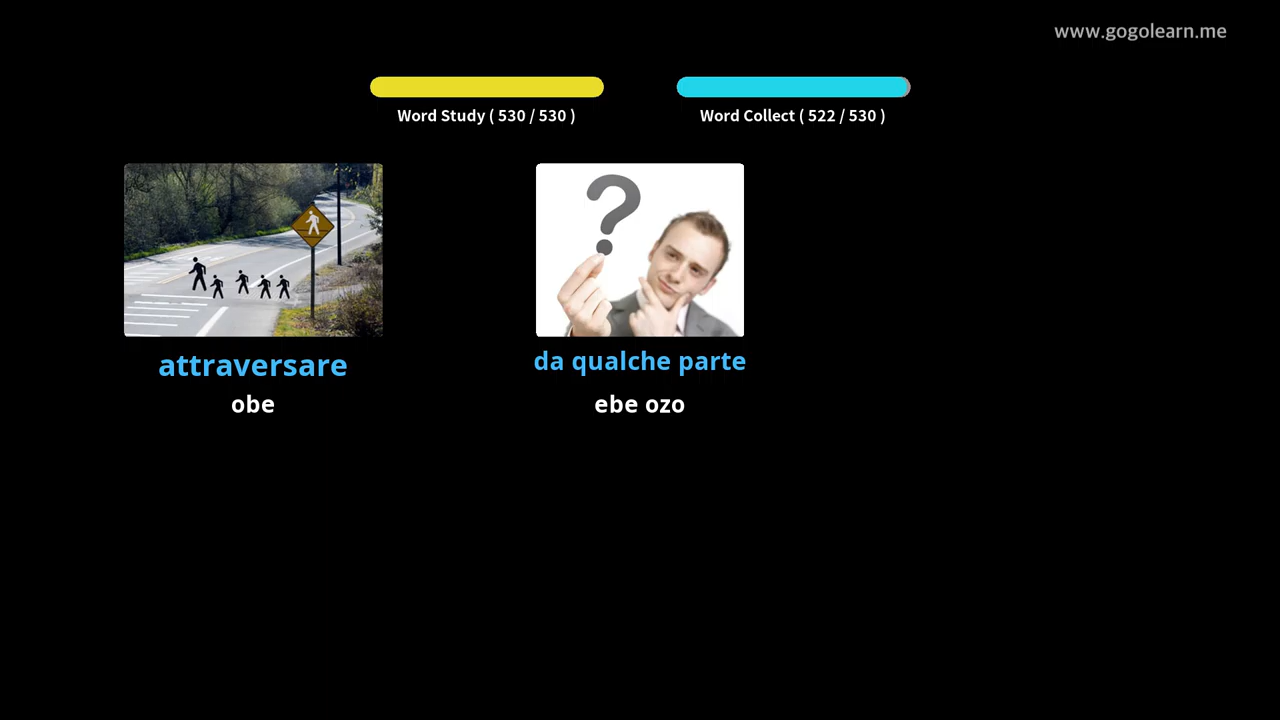 www.gogolearn.me
Word Study ( 530 / 530 )
Word Collect ( 522 / 530 )
attraversare
da qualche parte
obe
ebe ozo